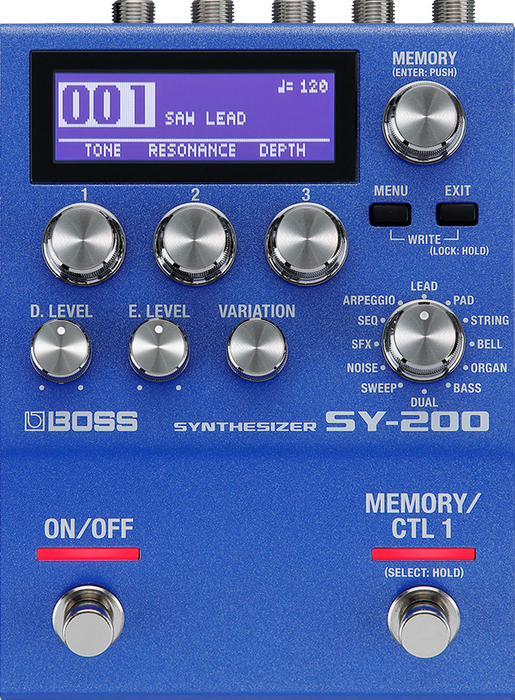 MEMORY
(ENTER: PUSH)
♩= 120
001 SAW LEAD
TONE RESONANCE DEPTH
1 2 3
MENU EXIT
WRITE
(LOCK: HOLD)
D. LEVEL E. LEVEL VARIATION
LEAD
ARPEGGIO PAD
SEQ STRING
SFX BELL
NOISE ORGAN
SWEEP BASS
DUAL
BOSS SYNTHESIZER SY-200
ON/OFF
MEMORY/
CTL 1
(SELECT: HOLD)